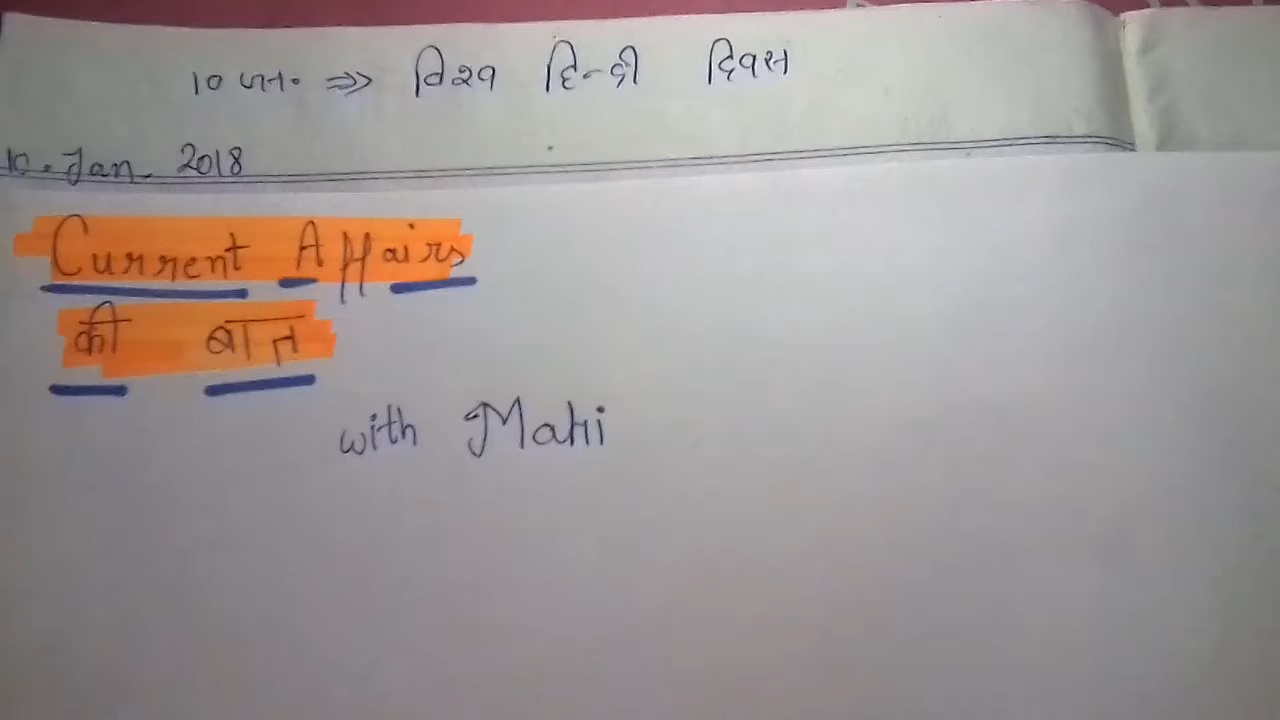 10 जन० ⇒> विश्व हिन्दी दिवस
10. Jan. 2018
Current Affairs
की बात
with Mahi